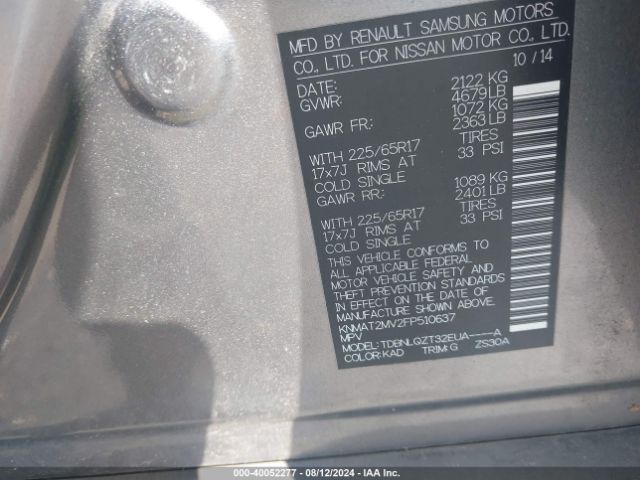 MFD BY RENAULT SAMSUNG MOTORS
CO., LTD. FOR NISSAN MOTOR CO., LTD.
DATE: 10 / 14
GVWR: 2122 KG
4679 LB
GAWR FR: 1072 KG
2363 LB
WITH 225/65R17 TIRES
17x7J RIMS AT 33 PSI
COLD SINGLE
GAWR RR: 1089 KG
2401 LB
WITH 225/65R17 TIRES
17x7J RIMS AT 33 PSI
COLD SINGLE
THIS VEHICLE CONFORMS TO
ALL APPLICABLE FEDERAL
MOTOR VEHICLE SAFETY AND
THEFT PREVENTION STANDARDS
IN EFFECT ON THE DATE OF
MANUFACTURE SHOWN ABOVE.
KNMAT2MV2FP510637
MPV
MODEL: TDBNLQZT32EUA----A
COLOR: KAD TRIM: G ZS30A
000-40052277 - 08/12/2024 - IAA Inc.